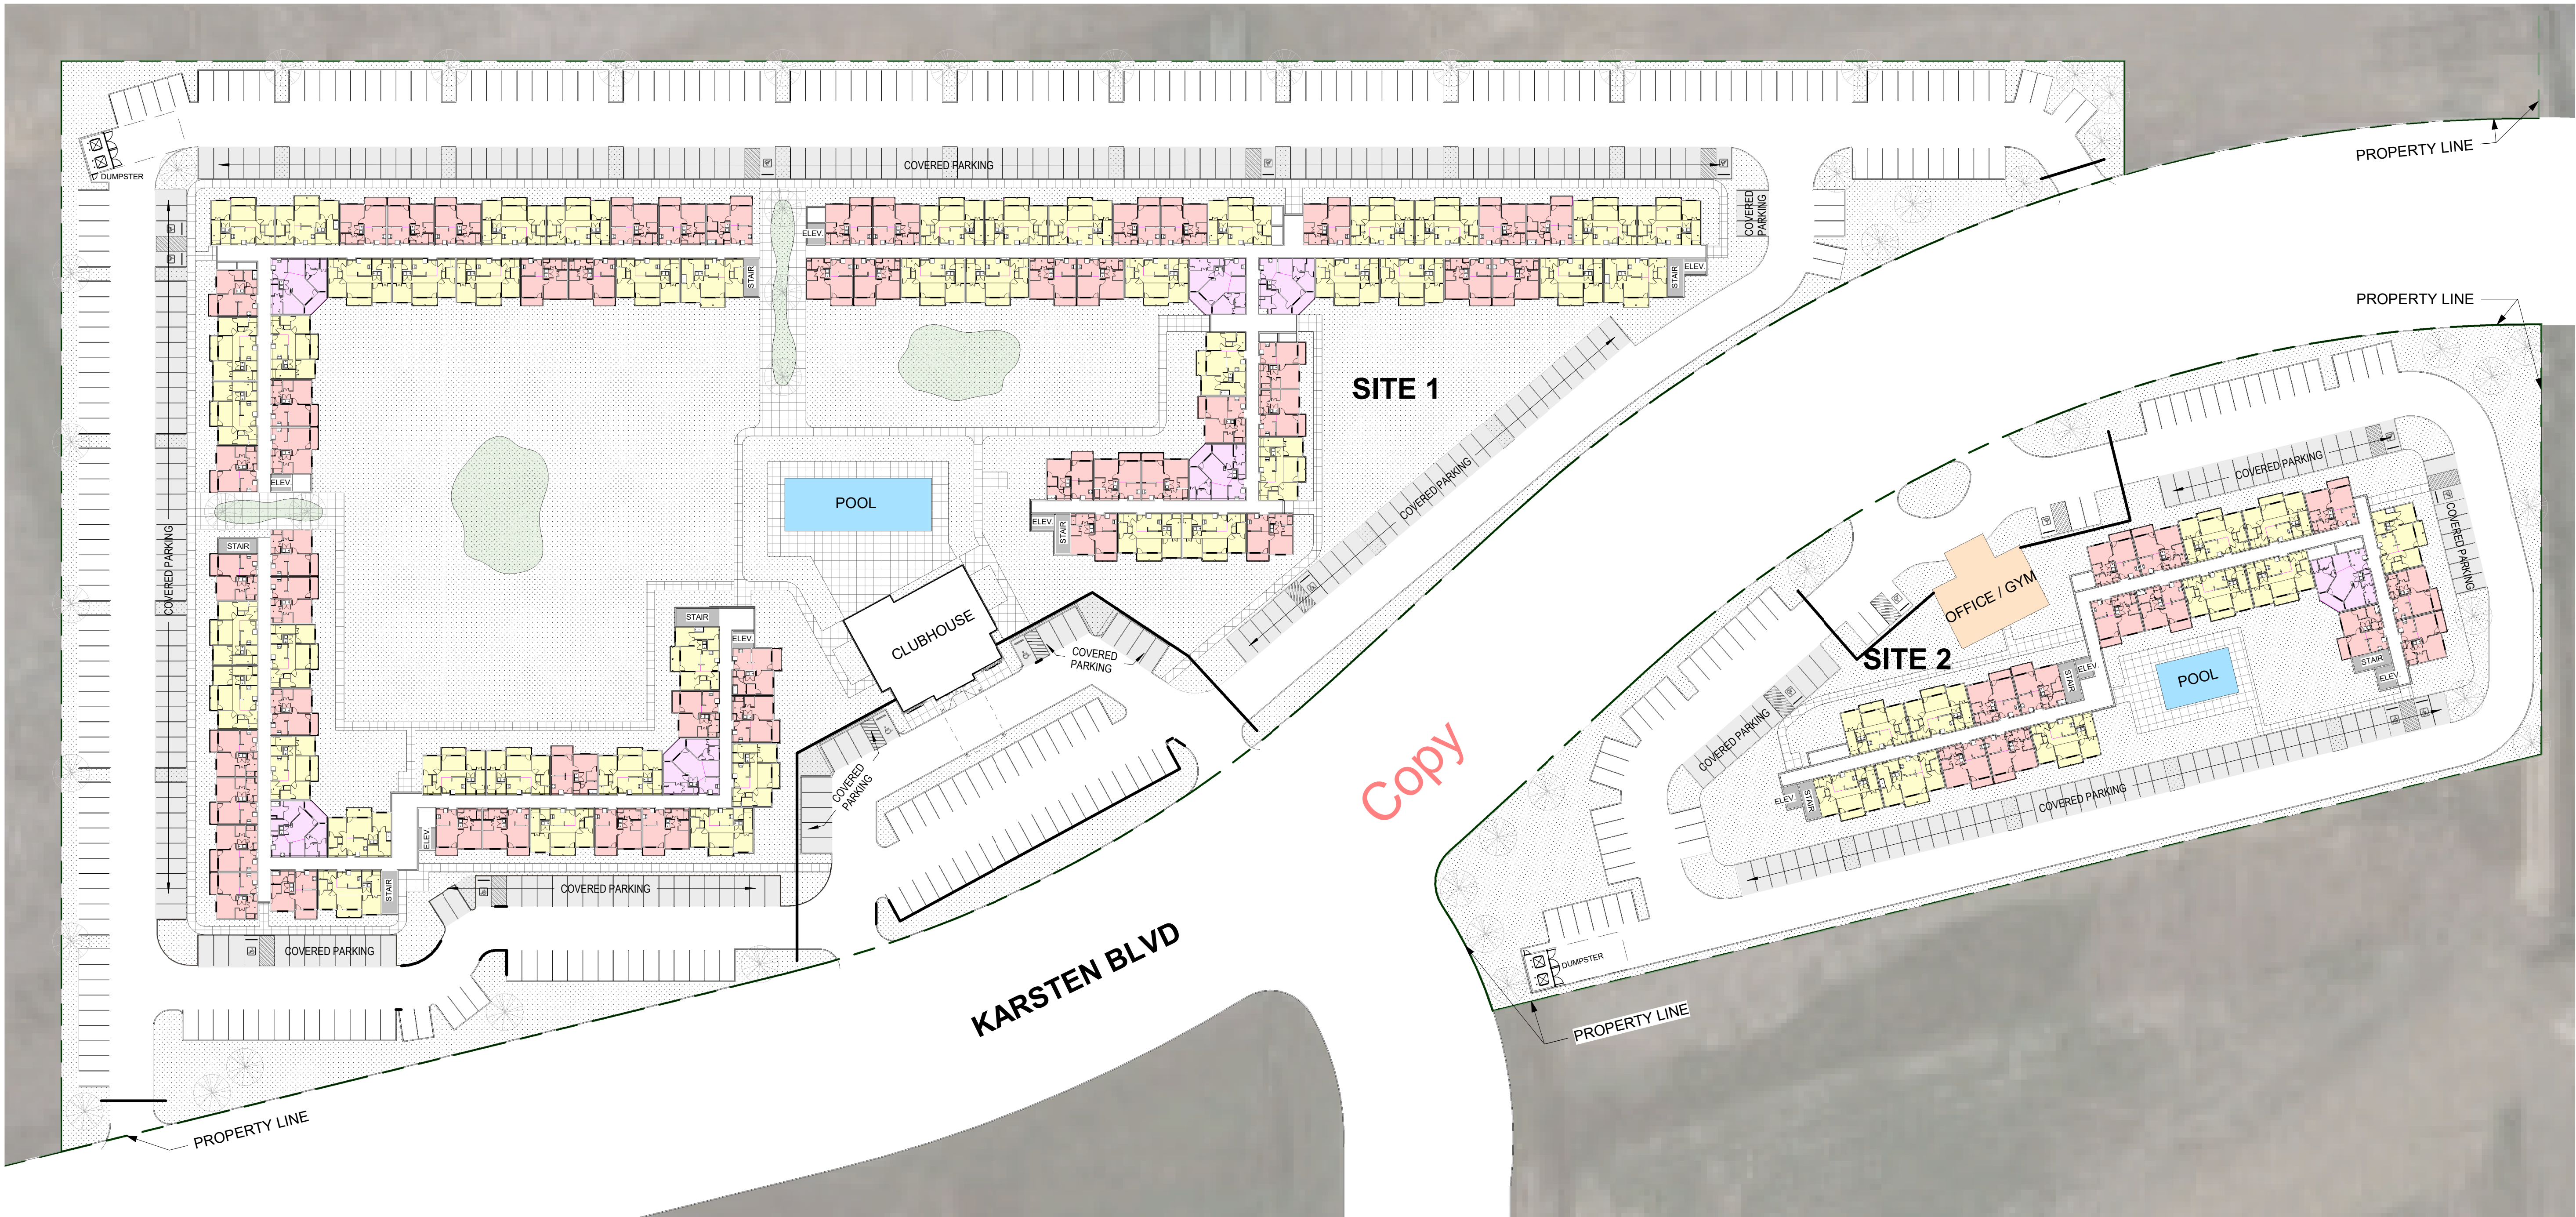 PROPERTY LINE
COVERED PARKING
DUMPSTER
COVERED
PARKING
ELEV.
STAIR
ELEV.
STAIR
PROPERTY LINE
SITE 1
COVERED PARKING
ELEV.
POOL
COVERED PARKING
ELEV.
STAIR
STAIR
COVERED PARKING
COVERED PARKING
COVERED PARKING
OFFICE / GYM
STAIR
ELEV.
CLUBHOUSE
COVERED
PARKING
SITE 2
STAIR
ELEV.
POOL
STAIR
ELEV.
COVERED PARKING
COVERED
PARKING
Copy
ELEV.
STAIR
COVERED PARKING
ELEV.
STAIR
COVERED PARKING
COVERED PARKING
KARSTEN BLVD
DUMPSTER
PROPERTY LINE
PROPERTY LINE